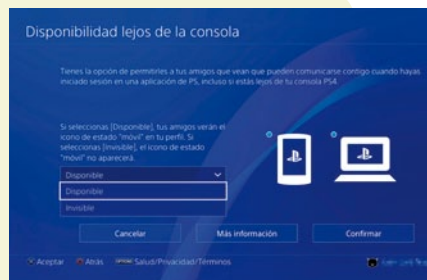 Disponibilidad lejos de la consola
Tienes la opción de permitirles a tus amigos que vean que pueden comunicarse contigo cuando hayas
iniciado sesión en una aplicación de PS, incluso si estás lejos de tu consola PS4.
Si seleccionas [Disponible], tus amigos verán el
icono de estado "móvil" en tu perfil. Si
seleccionas [Invisible], el icono de estado
"móvil" no aparecerá.
Disponible
Disponible
Invisible
Cancelar
Más información
Confirmar
Aceptar Atrás Salud/Privacidad/Términos